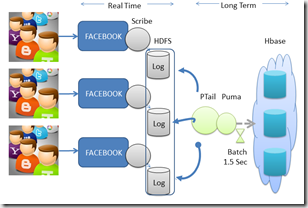 Real Time
Long Term
Scribe
HDFS
Hbase
FACEBOOK
Log
PTail Puma
FACEBOOK
Log
Batch
1.5 Sec
FACEBOOK
Log